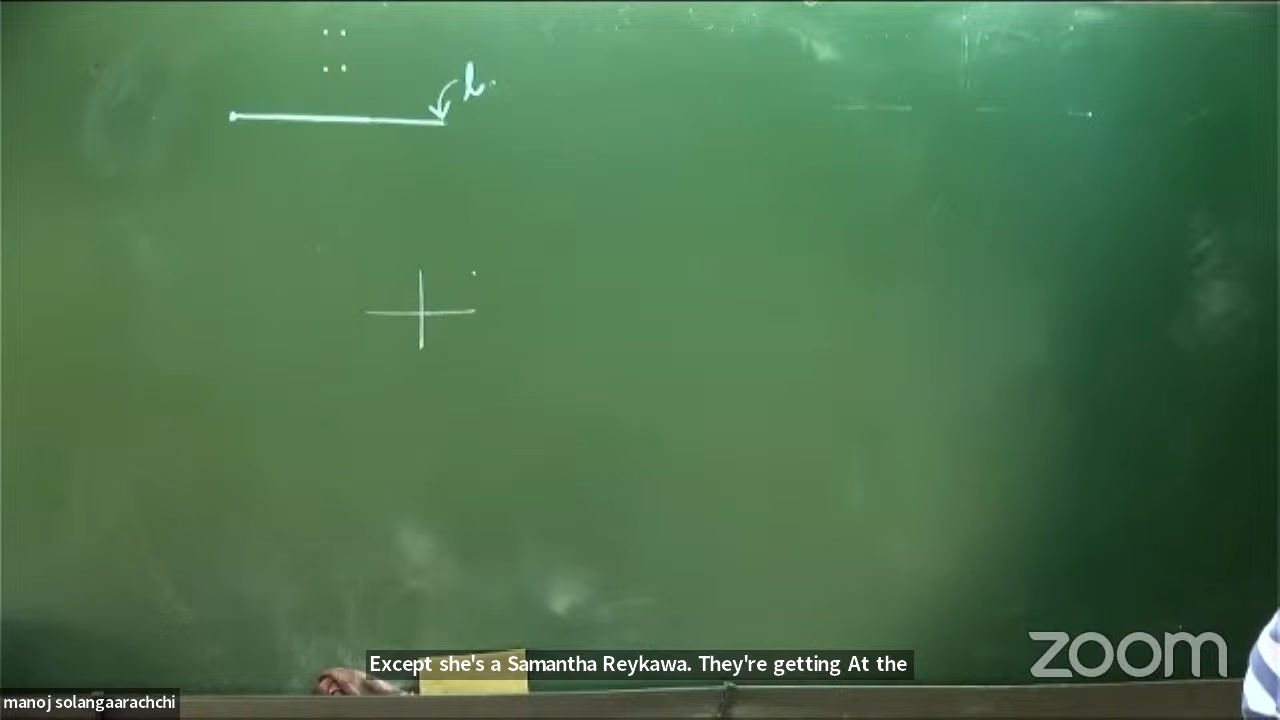 Except she's a Samantha Reykawa. They're getting At the
zoom
manoj solangaarachchi